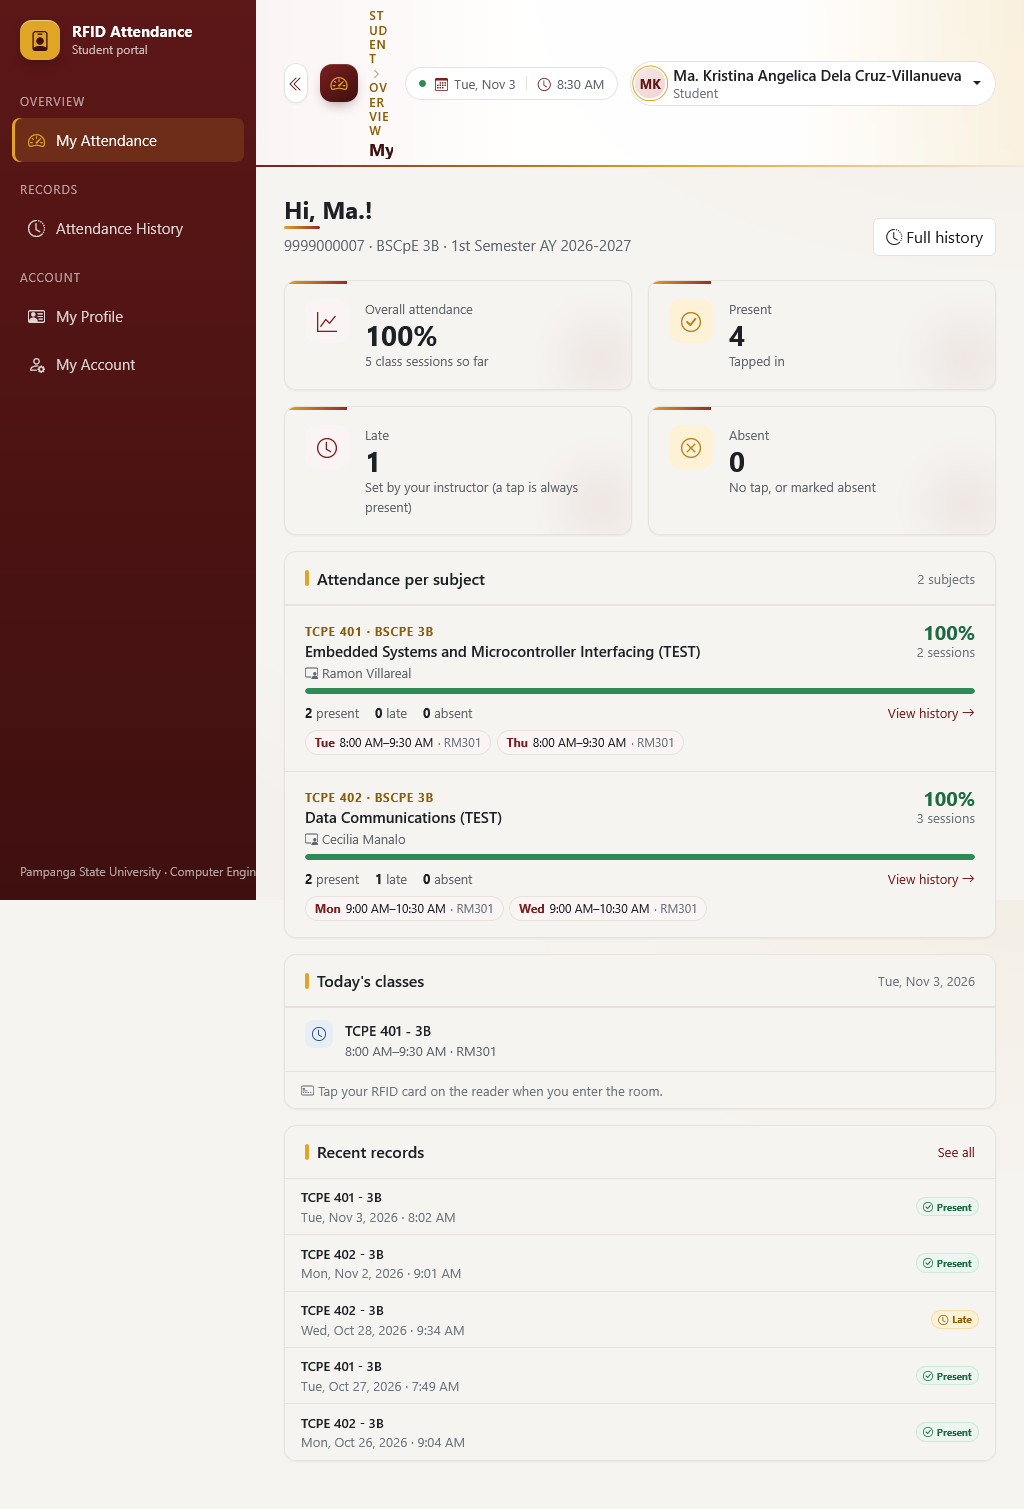 RFID Attendance
Student portal
OVERVIEW
My Attendance
RECORDS
Attendance History
ACCOUNT
My Profile
My Account
Pampanga State University · Computer Engin
ST
UD
EN
T
>
OV
ER
VIE
W
My
Tue, Nov 3
8:30 AM
MK
Ma. Kristina Angelica Dela Cruz-Villanueva
Student
Hi, Ma.!
9999000007 · BSCpE 3B · 1st Semester AY 2026-2027
Full history
Overall attendance
100%
5 class sessions so far
Present
4
Tapped in
Late
1
Set by your instructor (a tap is always
present)
Absent
0
No tap, or marked absent
Attendance per subject
2 subjects
TCPE 401 · BSCPE 3B
100%
Embedded Systems and Microcontroller Interfacing (TEST)
2 sessions
Ramon Villareal
2 present 0 late 0 absent
View history →
Tue 8:00 AM–9:30 AM · RM301
Thu 8:00 AM–9:30 AM · RM301
TCPE 402 · BSCPE 3B
100%
Data Communications (TEST)
3 sessions
Cecilia Manalo
2 present 1 late 0 absent
View history →
Mon 9:00 AM–10:30 AM · RM301
Wed 9:00 AM–10:30 AM · RM301
Today's classes
Tue, Nov 3, 2026
TCPE 401 - 3B
8:00 AM–9:30 AM · RM301
Tap your RFID card on the reader when you enter the room.
Recent records
See all
TCPE 401 - 3B
Tue, Nov 3, 2026 · 8:02 AM
Present
TCPE 402 - 3B
Mon, Nov 2, 2026 · 9:01 AM
Present
TCPE 402 - 3B
Wed, Oct 28, 2026 · 9:34 AM
Late
TCPE 401 - 3B
Tue, Oct 27, 2026 · 7:49 AM
Present
TCPE 402 - 3B
Mon, Oct 26, 2026 · 9:04 AM
Present